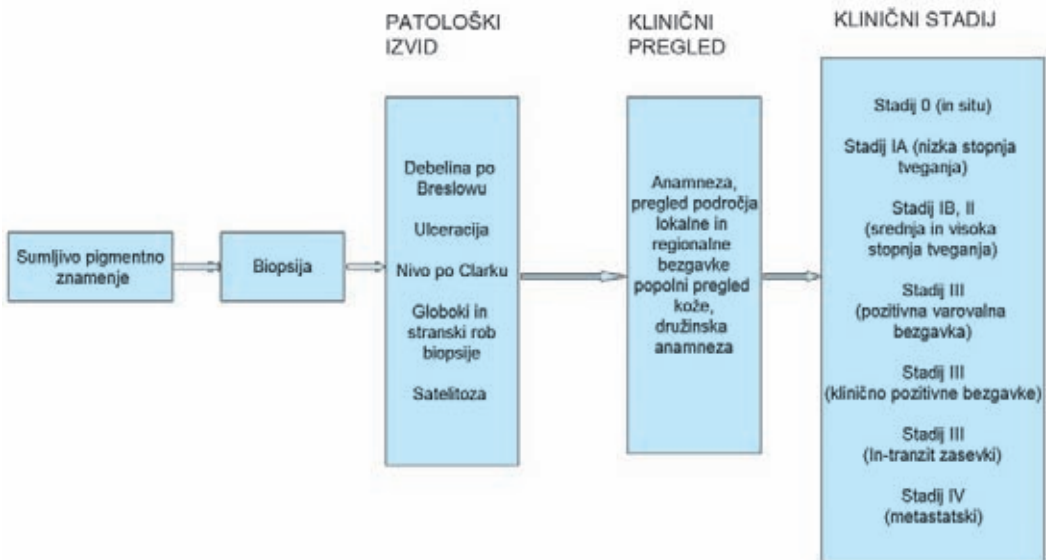 Sumljivo pigmentno
znamenje
Biopsija
PATOLOŠKI
IZVID
Debelina po
Breslowu
Ulceracija
Nivo po Clarku
Globoki in
stranski rob
biopsije
Satelitoza
KLINIČNI
PREGLED
Anamneza,
pregled področja
lokalne in
regionalne
bezgavke
popolni pregled
kože,
družinska
anamneza
KLINIČNI STADIJ
Stadij 0 (in situ)
Stadij IA (nizka stopnja
tveganja)
Stadij IB, II
(srednja in visoka
stopnja tveganja)
Stadij III
(pozitivna varovalna
bezgavka)
Stadij III
(klinično pozitivne bezgavke)
Stadij III
(In-tranzit zasevki)
Stadij IV
(metastatski)